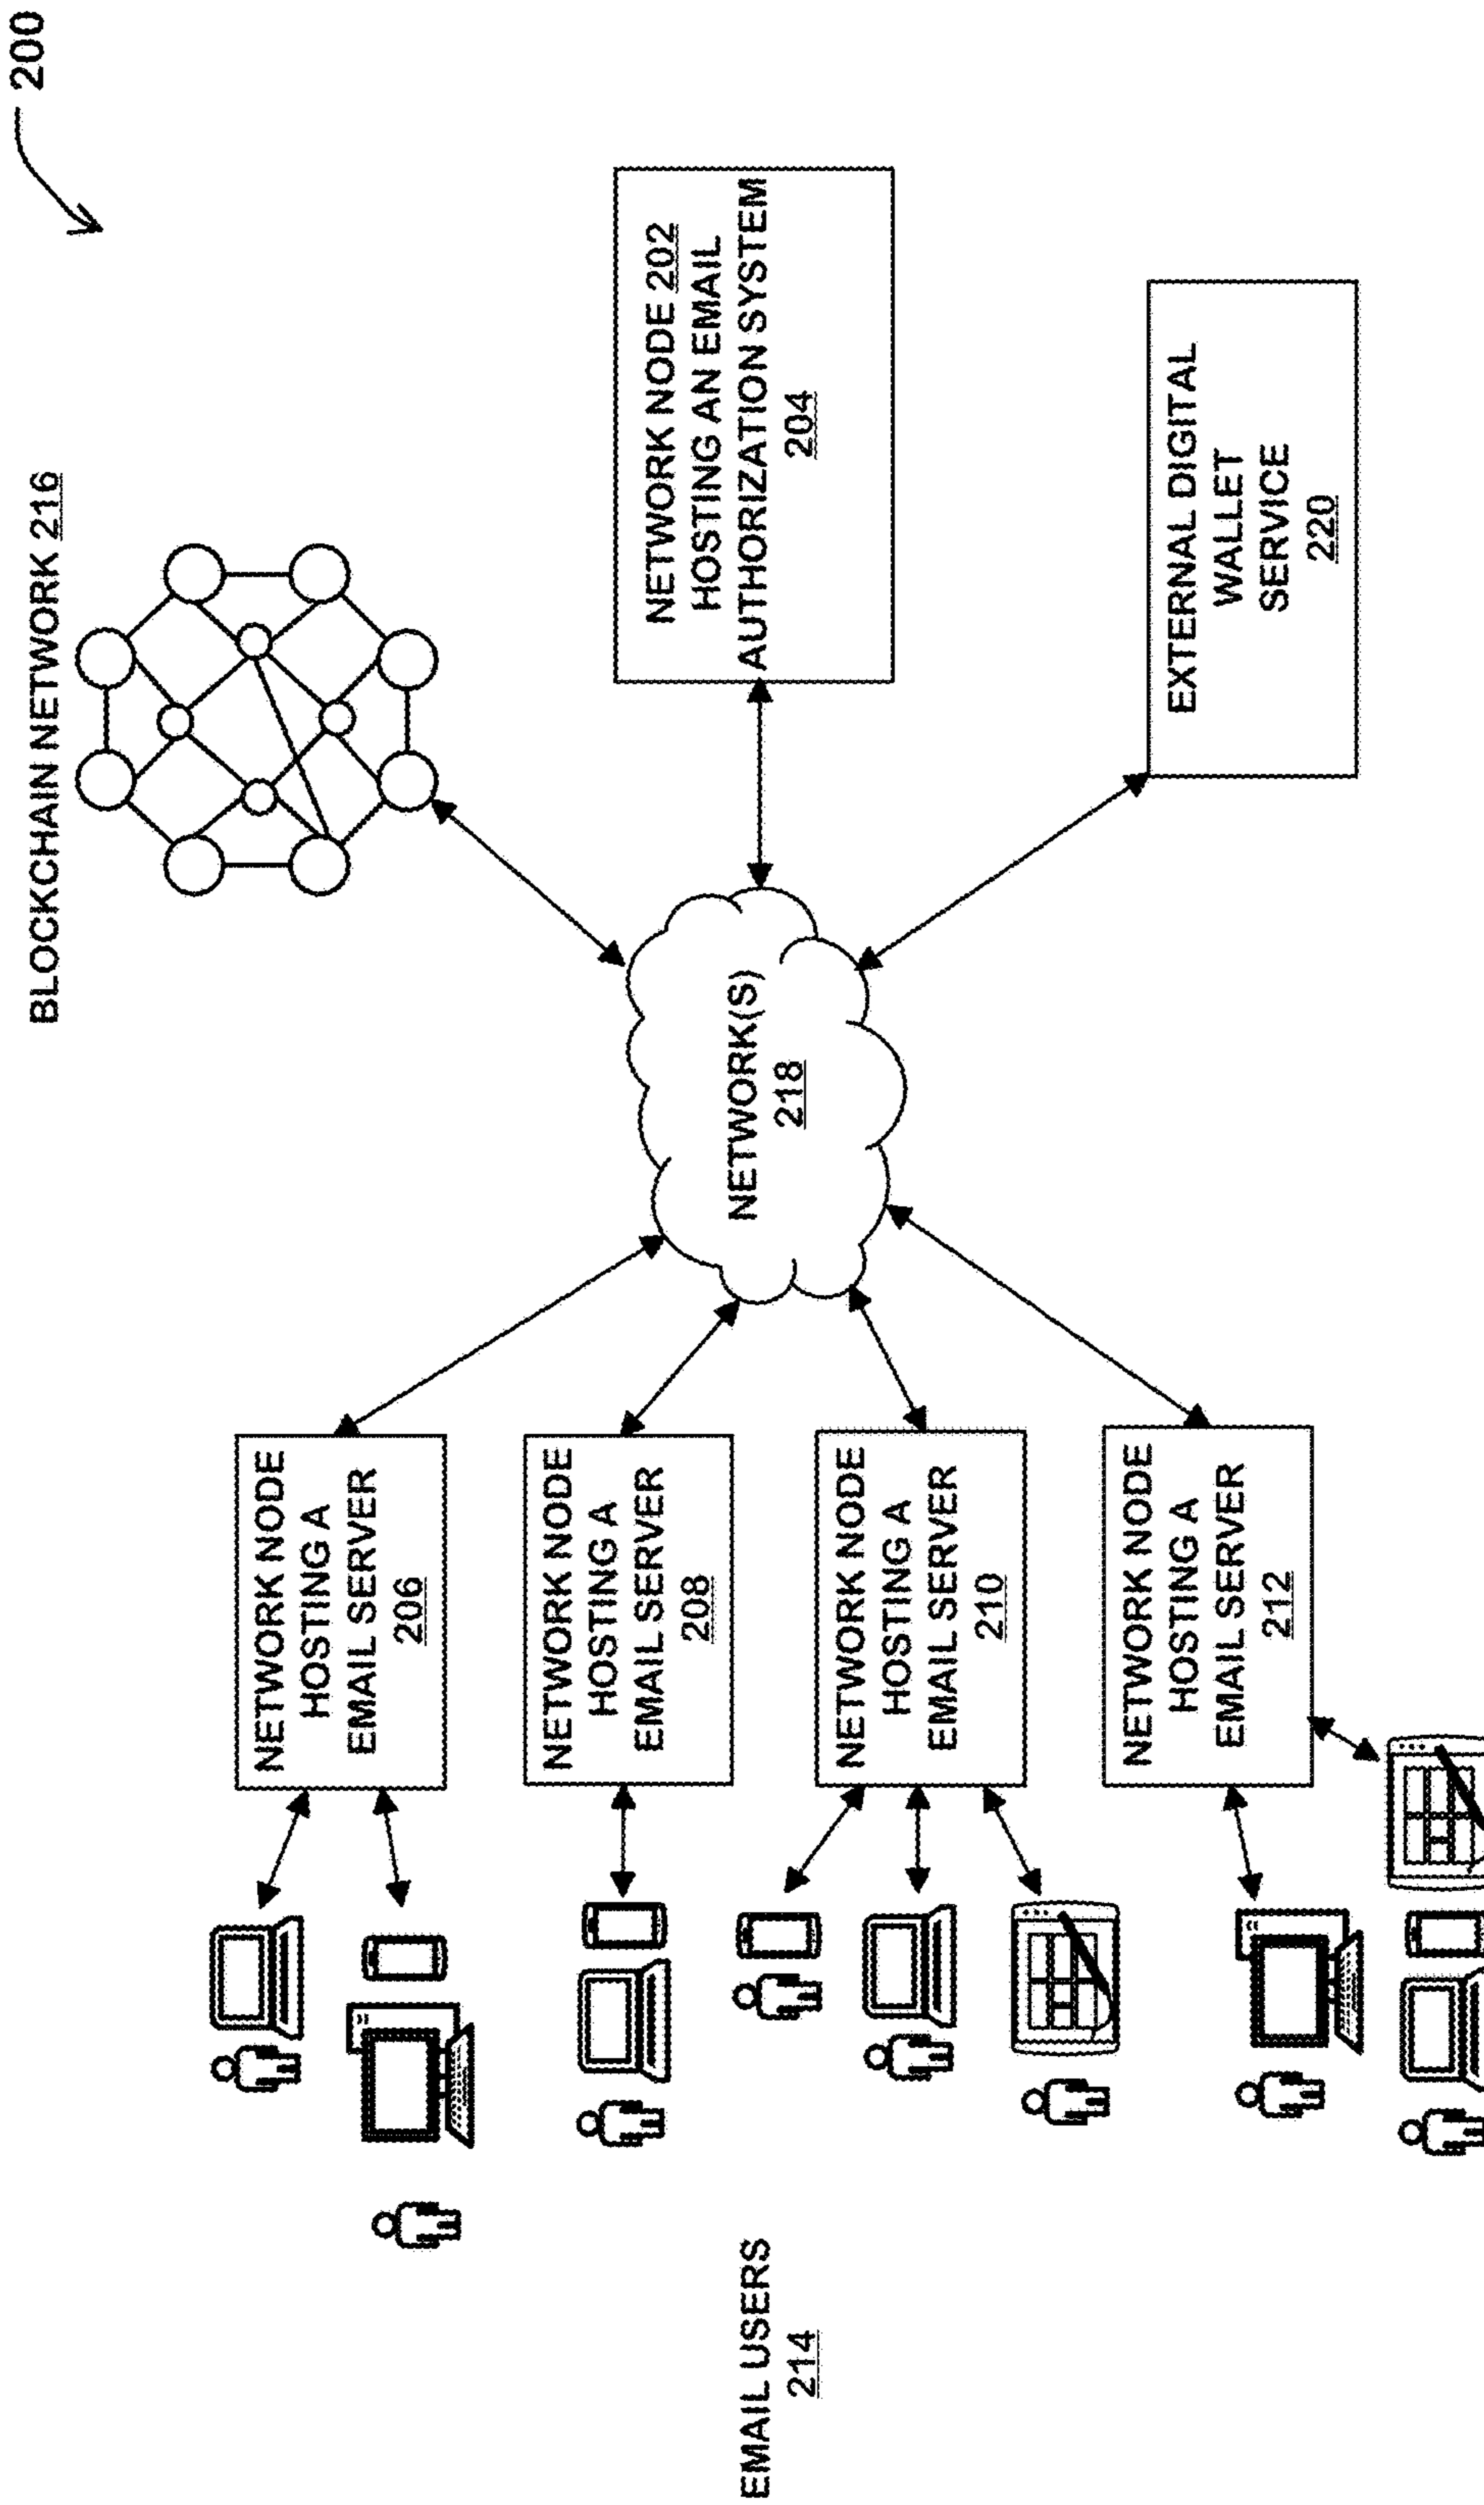 200
BLOCKCHAIN NETWORK 216
NETWORK NODE 202
HOSTING AN EMAIL
AUTHORIZATION SYSTEM
204
EXTERNAL DIGITAL
WALLET
SERVICE
220
NETWORK(S)
218
NETWORK NODE
HOSTING A
EMAIL SERVER
206
NETWORK NODE
HOSTING A
EMAIL SERVER
208
NETWORK NODE
HOSTING A
EMAIL SERVER
210
NETWORK NODE
HOSTING A
EMAIL SERVER
212
EMAIL USERS
214